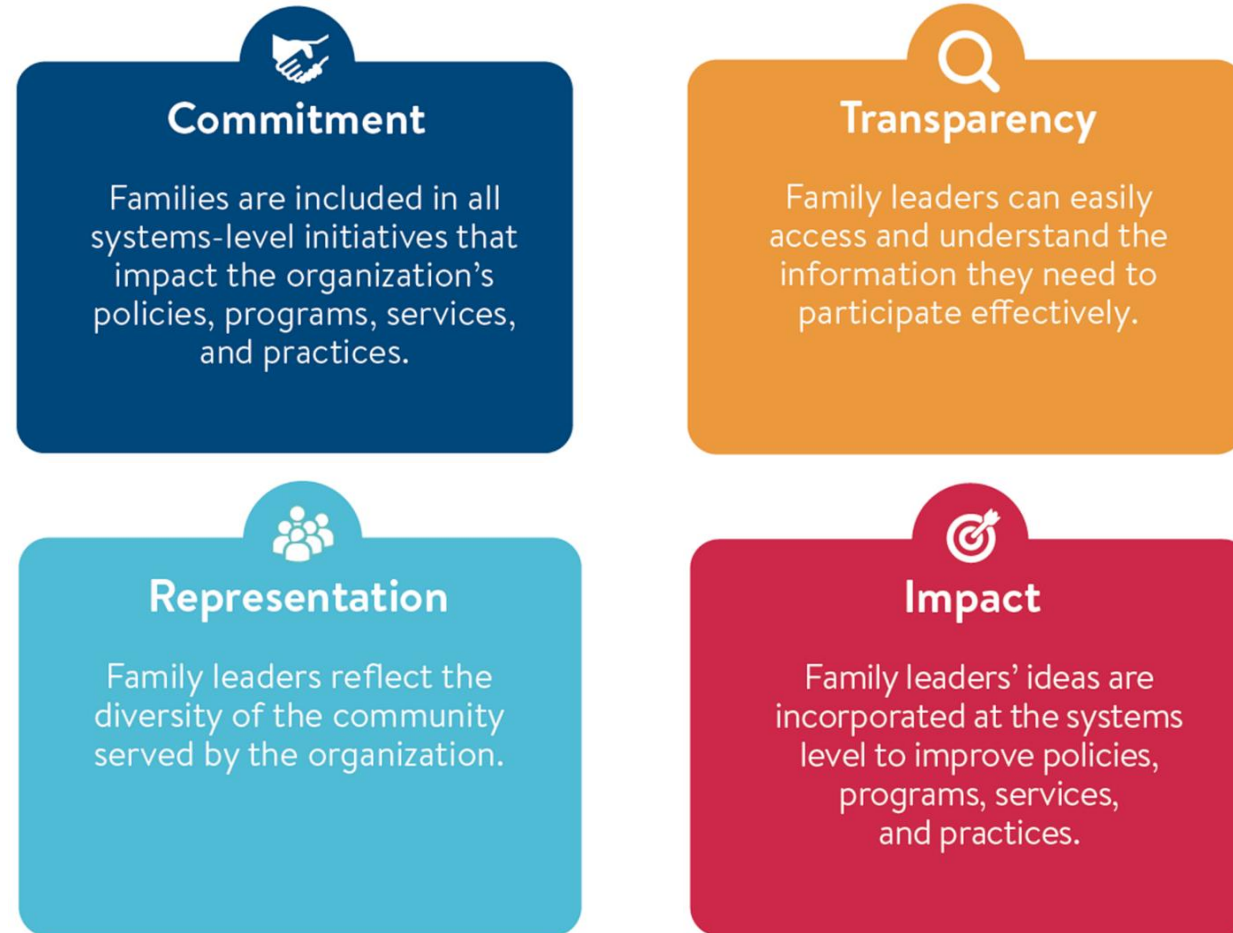 Commitment
Families are included in all
systems-level initiatives that
impact the organization's
policies, programs, services,
and practices.
Transparency
Family leaders can easily
access and understand the
information they need to
participate effectively.
Representation
Family leaders reflect the
diversity of the community
served by the organization.
Impact
Family leaders' ideas are
incorporated at the systems
level to improve policies,
programs, services,
and practices.